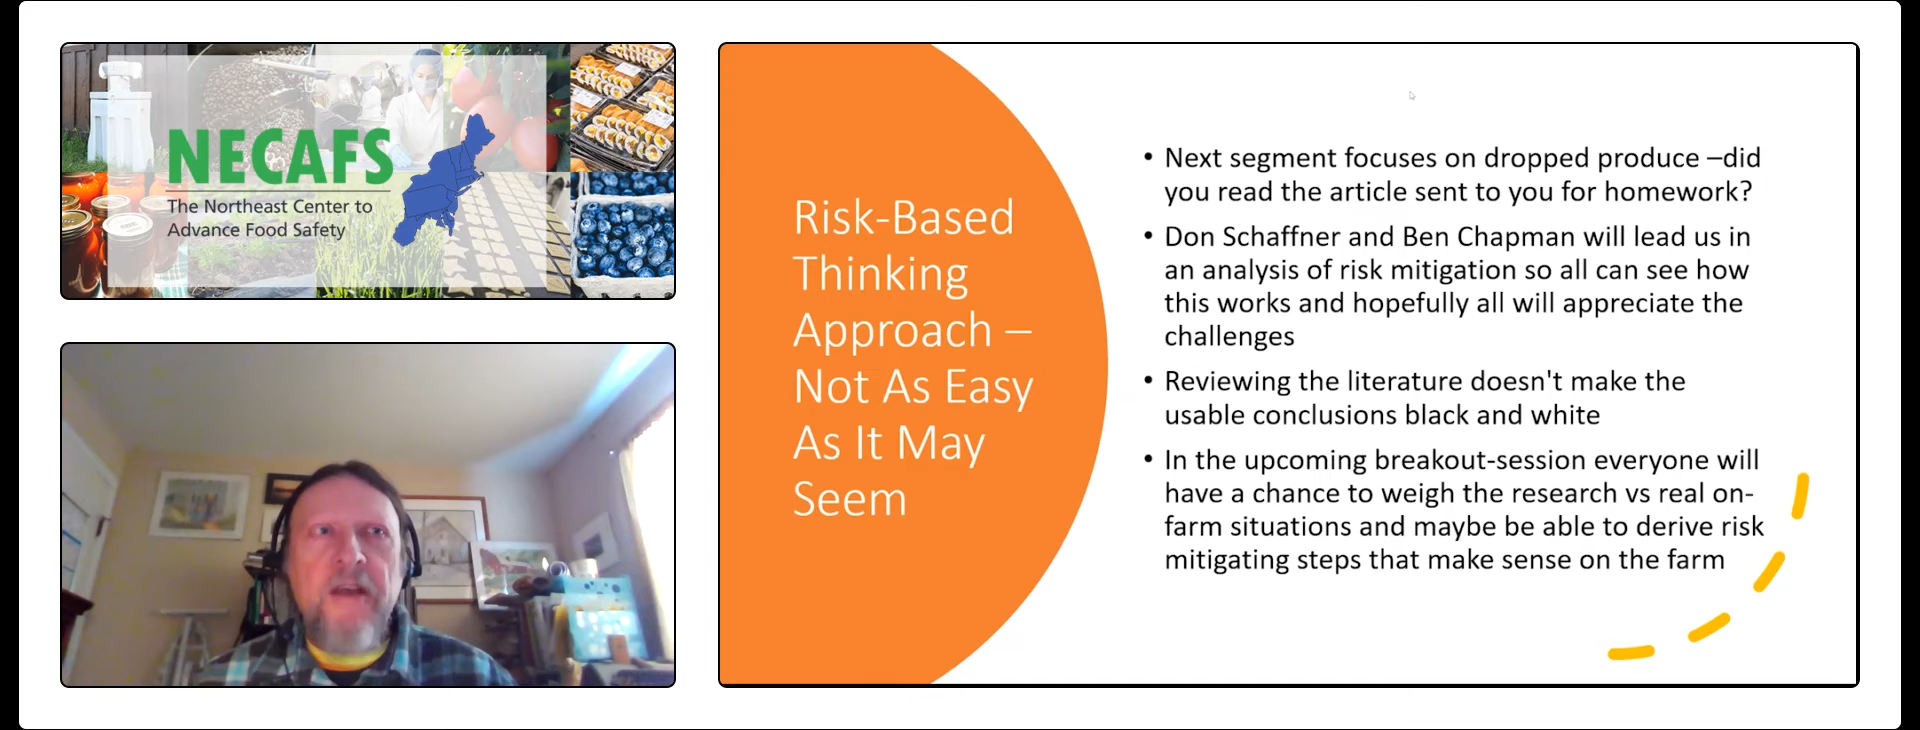 NECAFS
The Northeast Center to
Advance Food Safety
Risk-Based
Thinking
Approach –
Not As Easy
As It May
Seem
• Next segment focuses on dropped produce –did
you read the article sent to you for homework?
• Don Schaffner and Ben Chapman will lead us in
an analysis of risk mitigation so all can see how
this works and hopefully all will appreciate the
challenges
• Reviewing the literature doesn't make the
usable conclusions black and white
• In the upcoming breakout-session everyone will
have a chance to weigh the research vs real on-
farm situations and maybe be able to derive risk
mitigating steps that make sense on the farm